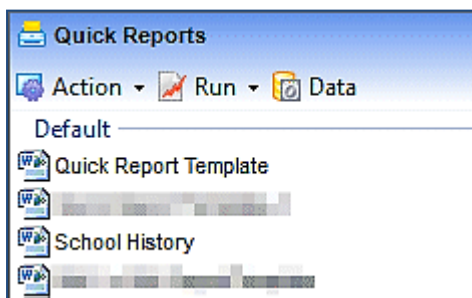 Quick Reports
Action Run Data
Default
Quick Report Template
School History